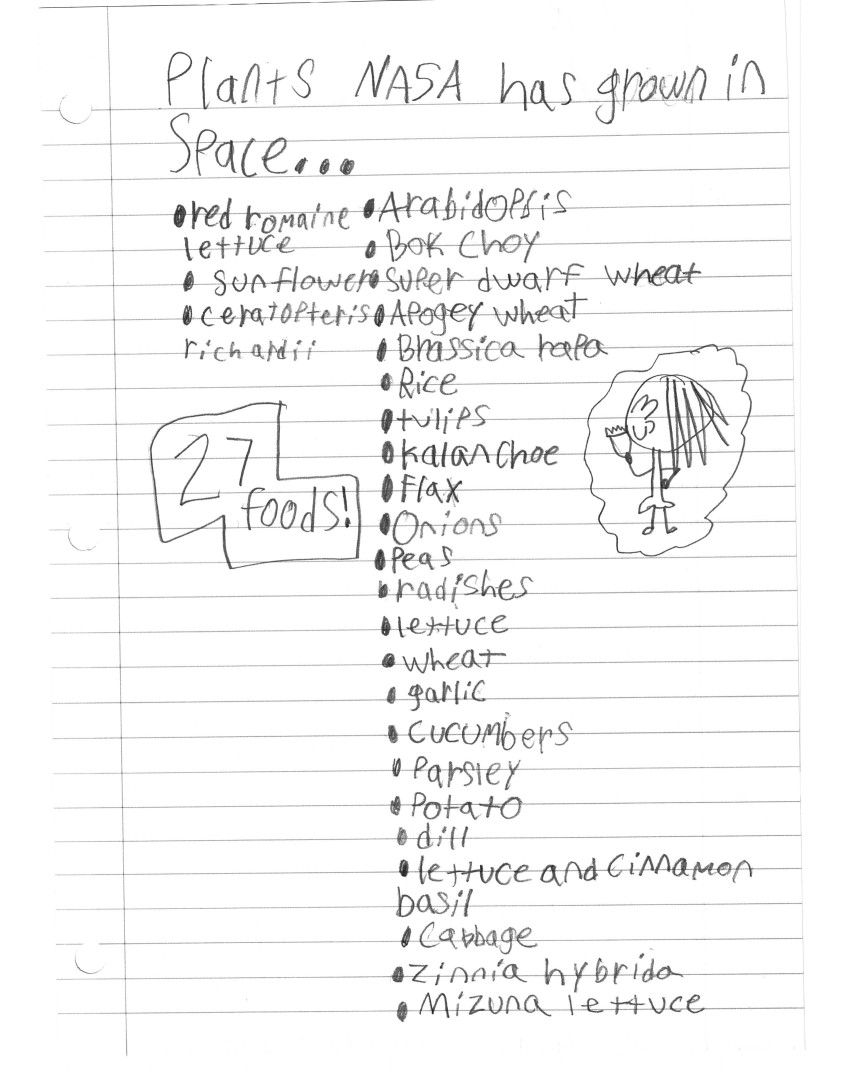 Plants NASA has grown in
Space...
•red romaine
lettuce
• sunflower
•ceratopteris
richardii
27
foods!
•Arabidopsis
•Bok Choy
•super dwarf wheat
•Apogey wheat
•Brassica rapa
•Rice
•tulips
•kalanchoe
•Flax
•Onions
•Peas
•radishes
•lettuce
•wheat
•garlic
•cucumbers
•Parsley
•Potato
•dill
•lettuce and Cinnamon
basil
•Cabbage
•Zinnia hybrida
•Mizuna lettuce